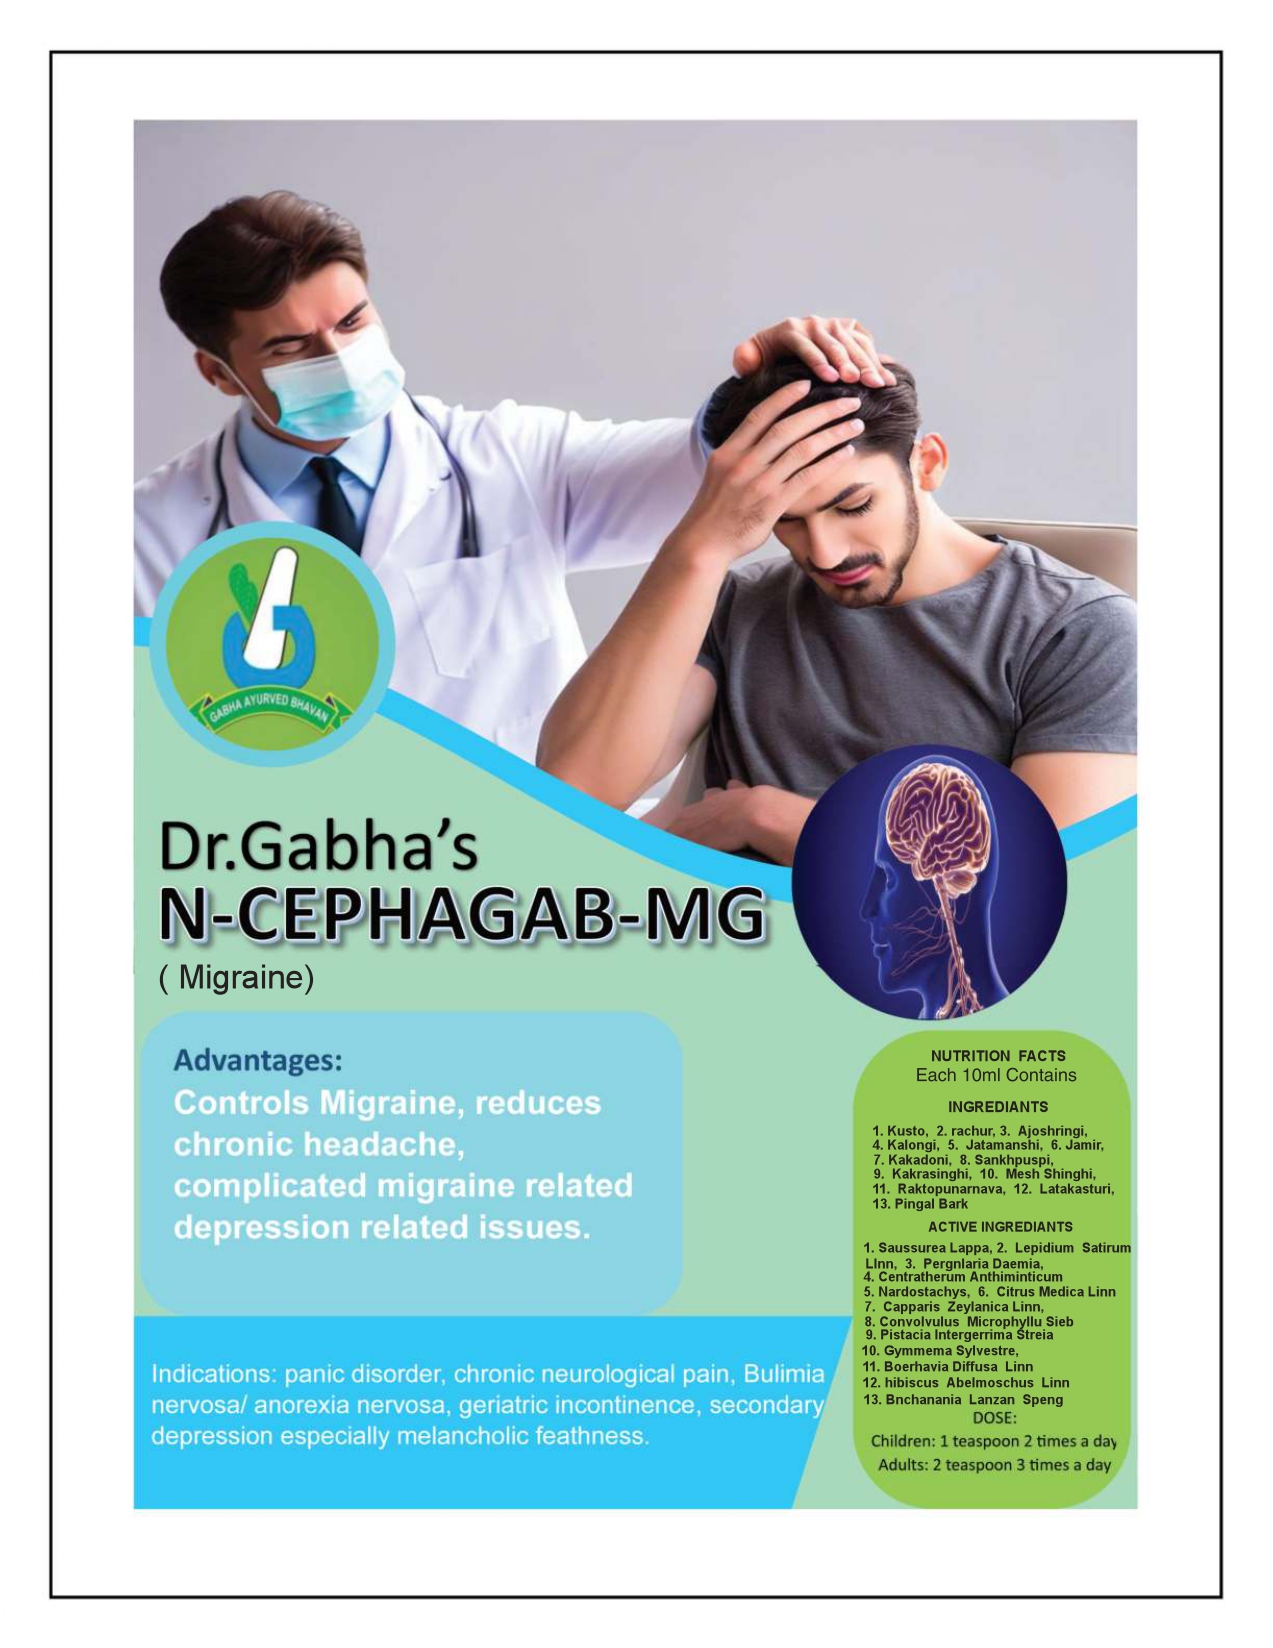 GABHA AYURVED BHAVAN
Dr.Gabha’s
N-CEPHAGAB-MG
( Migraine)
Advantages:
Controls Migraine, reduces
chronic headache,
complicated migraine related
depression related issues.
Indications: panic disorder, chronic neurological pain, Bulimia
nervosa/ anorexia nervosa, geriatric incontinence, secondary
depression especially melancholic feathness.
NUTRITION FACTS
Each 10ml Contains
INGREDIANTS
1. Kusto, 2. rachur, 3. Ajoshringi,
4. Kalongi, 5. Jatamanshi, 6. Jamir,
7. Kakadoni, 8. Sankhpuspi,
9. Kakrasinghi, 10. Mesh Shinghi,
11. Raktopunarnava, 12. Latakasturi,
13. Pingal Bark
ACTIVE INGREDIANTS
1. Saussurea Lappa, 2. Lepidium Satirum
LInn, 3. Pergnlaria Daemia,
4. Centratherum Anthiminticum
5. Nardostachys, 6. Citrus Medica Linn
7. Capparis Zeylanica Linn,
8. Convolvulus Microphyllu Sieb
9. Pistacia Intergerrima Streia
10. Gymmema Sylvestre,
11. Boerhavia Diffusa Linn
12. hibiscus Abelmoschus Linn
13. Bnchanania Lanzan Speng
DOSE:
Children: 1 teaspoon 2 times a day
Adults: 2 teaspoon 3 times a day